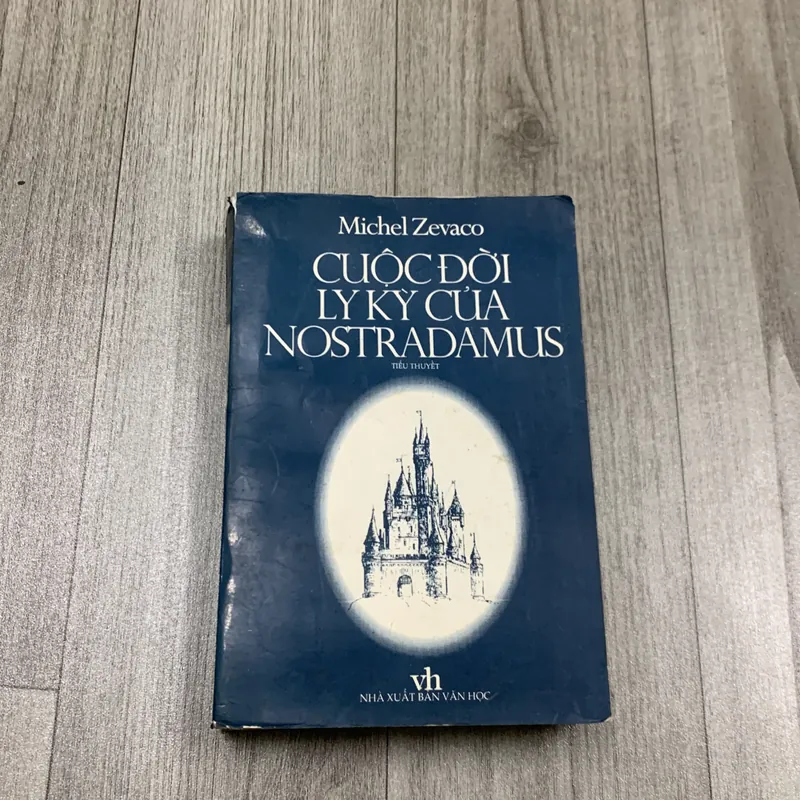 Michel Zevaco
CUỘC ĐỜI
LY KỲ CỦA
NOSTRADAMUS
TIỂU THUYẾT
vh
NHÀ XUẤT BẢN VĂN HỌC